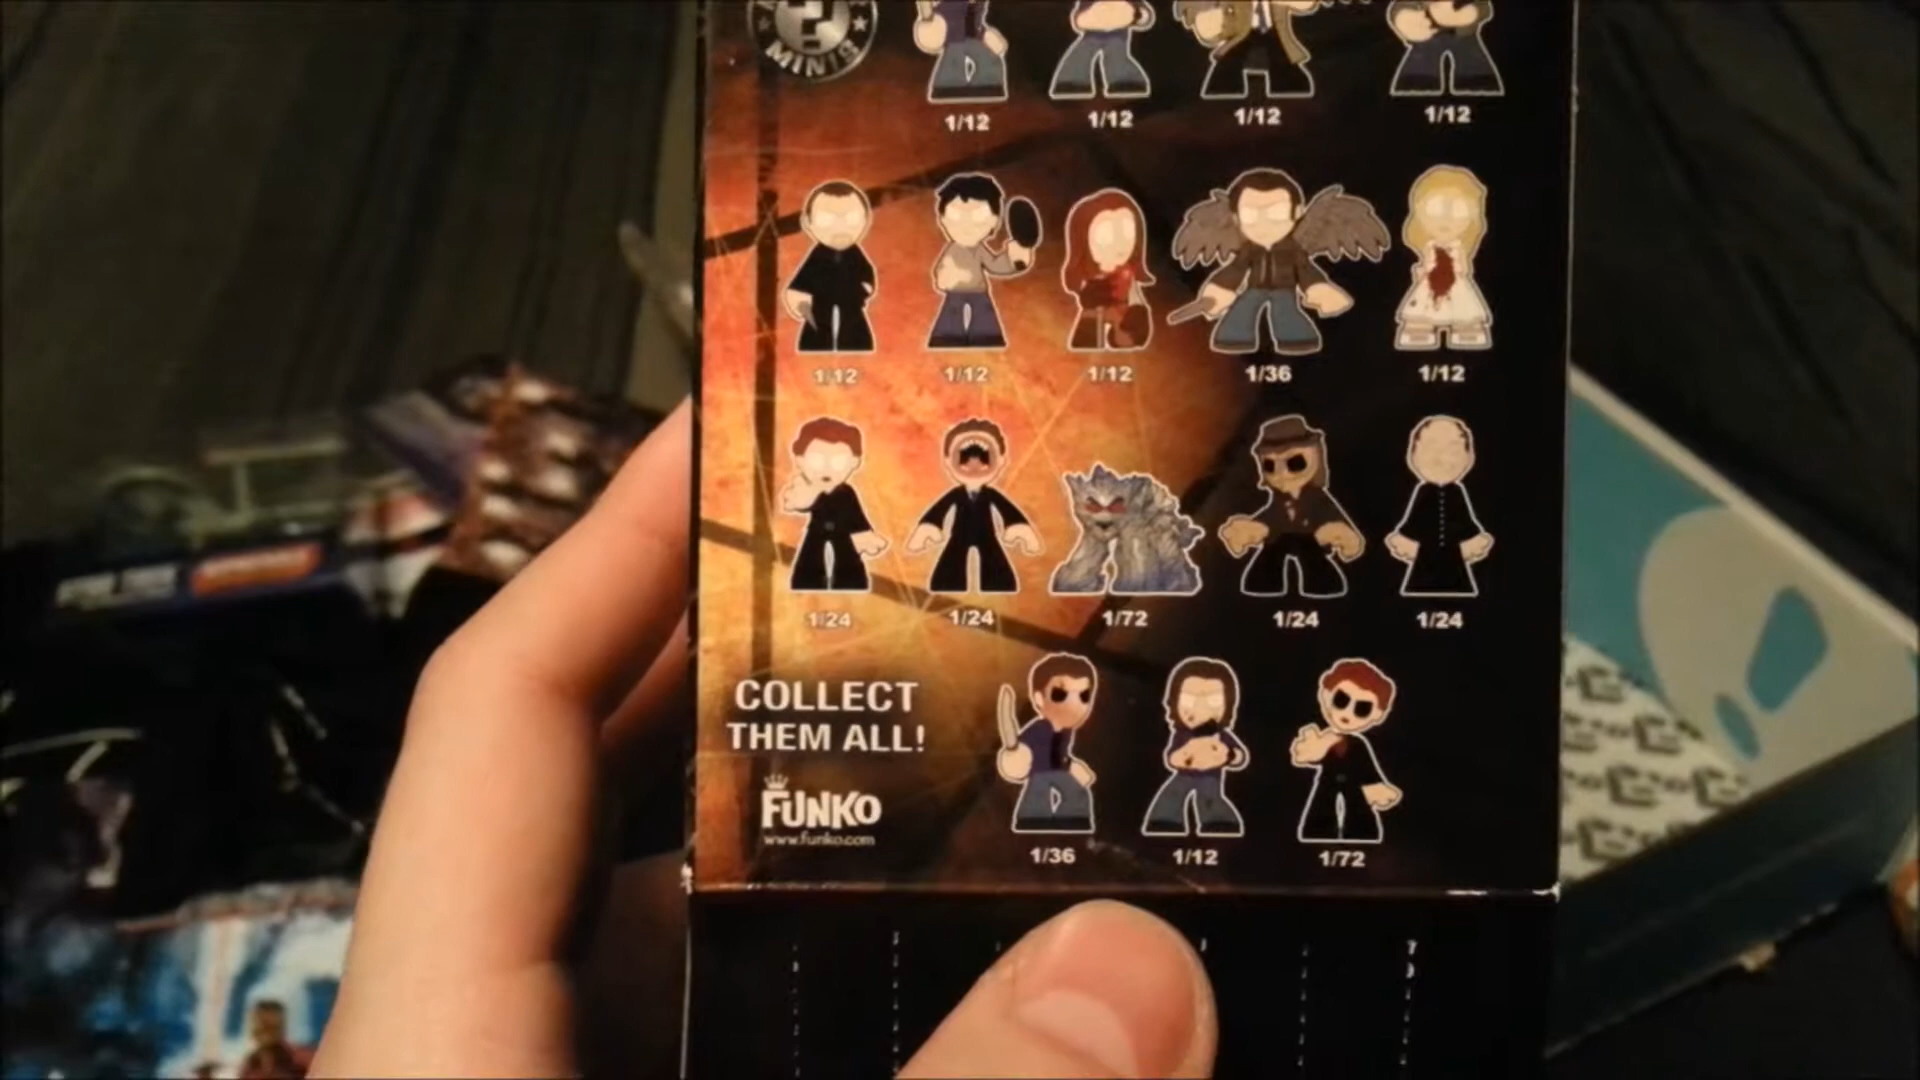 MINIS
1/12 1/12 1/12 1/12
1/12 1/12 1/12 1/36 1/12
1/24 1/24 1/72 1/24 1/24
COLLECT
THEM ALL!
FUNKO
www.funko.com
1/36 1/12 1/72